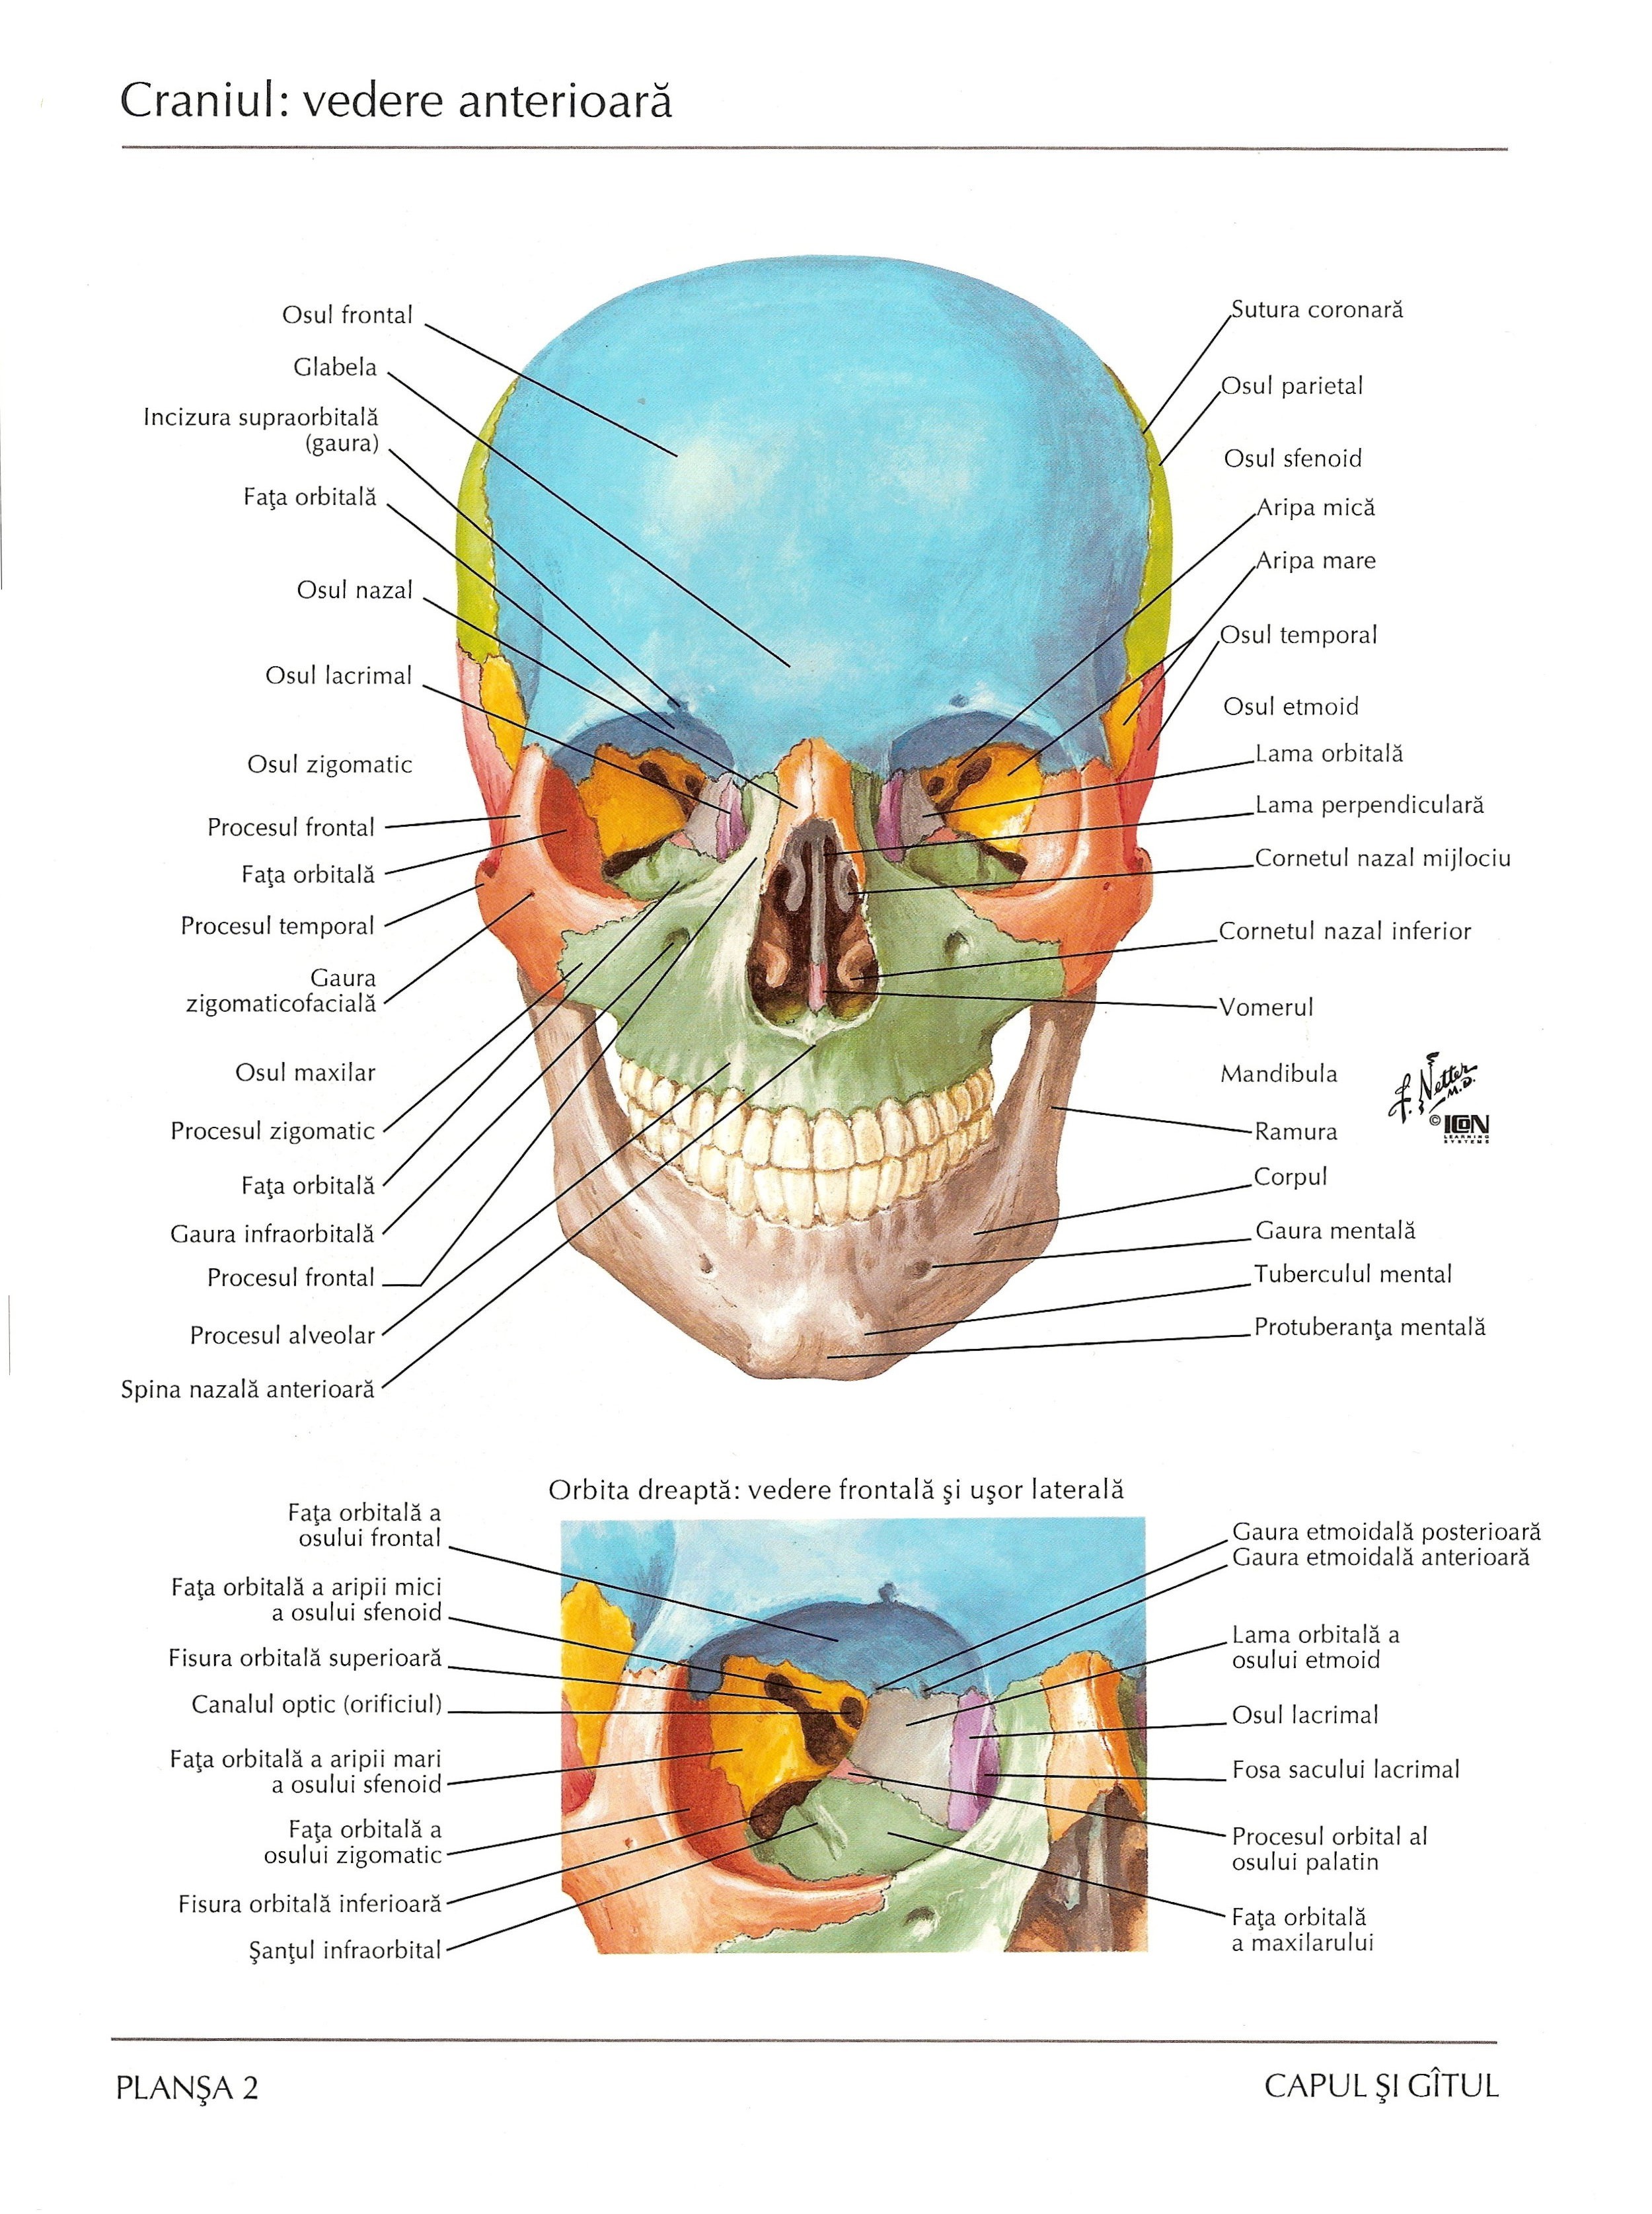 Craniul: vedere anterioară
Osul frontal
Glabela
Incizura supraorbitală
(gaura)
Faţa orbitală
Osul nazal
Osul lacrimal
Osul zigomatic
Procesul frontal
Faţa orbitală
Procesul temporal
Gaura
zigomaticofacială
Osul maxilar
Procesul zigomatic
Faţa orbitală
Gaura infraorbitală
Procesul frontal
Procesul alveolar
Spina nazală anterioară
Sutura coronară
Osul parietal
Osul sfenoid
Aripa mică
Aripa mare
Osul temporal
Osul etmoid
Lama orbitală
Lama perpendiculară
Cornetul nazal mijlociu
Cornetul nazal inferior
Vomerul
Mandibula
Ramura
Corpul
Gaura mentală
Tuberculul mental
Protuberanţa mentală
F. Netter
M.D.
© ICON
LEARNING
SYSTEMS
Orbita dreaptă: vedere frontală şi uşor laterală
Faţa orbitală a
osului frontal
Faţa orbitală a aripii mici
a osului sfenoid
Fisura orbitală superioară
Canalul optic (orificiul)
Faţa orbitală a aripii mari
a osului sfenoid
Faţa orbitală a
osului zigomatic
Fisura orbitală inferioară
Şanţul infraorbital
Gaura etmoidală posterioară
Gaura etmoidală anterioară
Lama orbitală a
osului etmoid
Osul lacrimal
Fosa sacului lacrimal
Procesul orbital al
osului palatin
Faţa orbitală
a maxilarului
PLANŞA 2
CAPUL ŞI GÎTUL